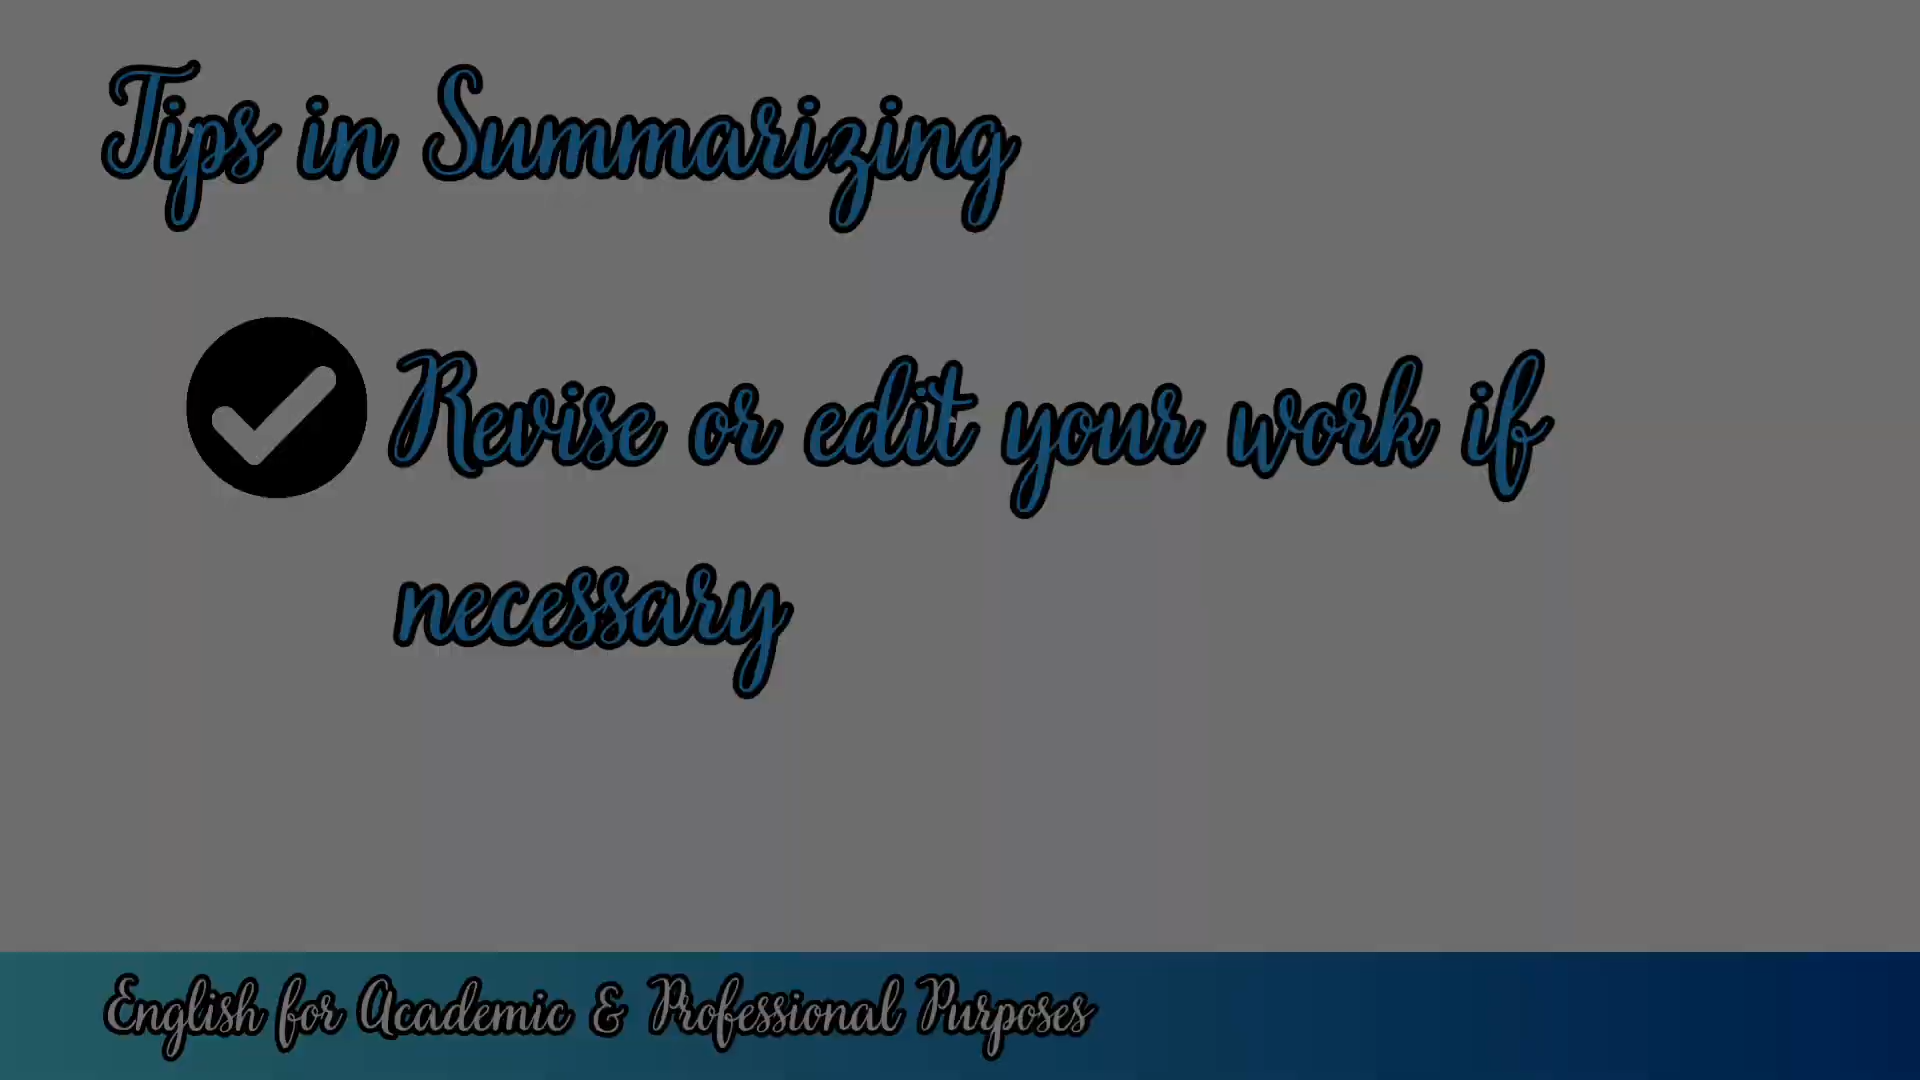 Tips in Summarizing
Revise or edit your work if
necessary
English for Academic & Professional Purposes